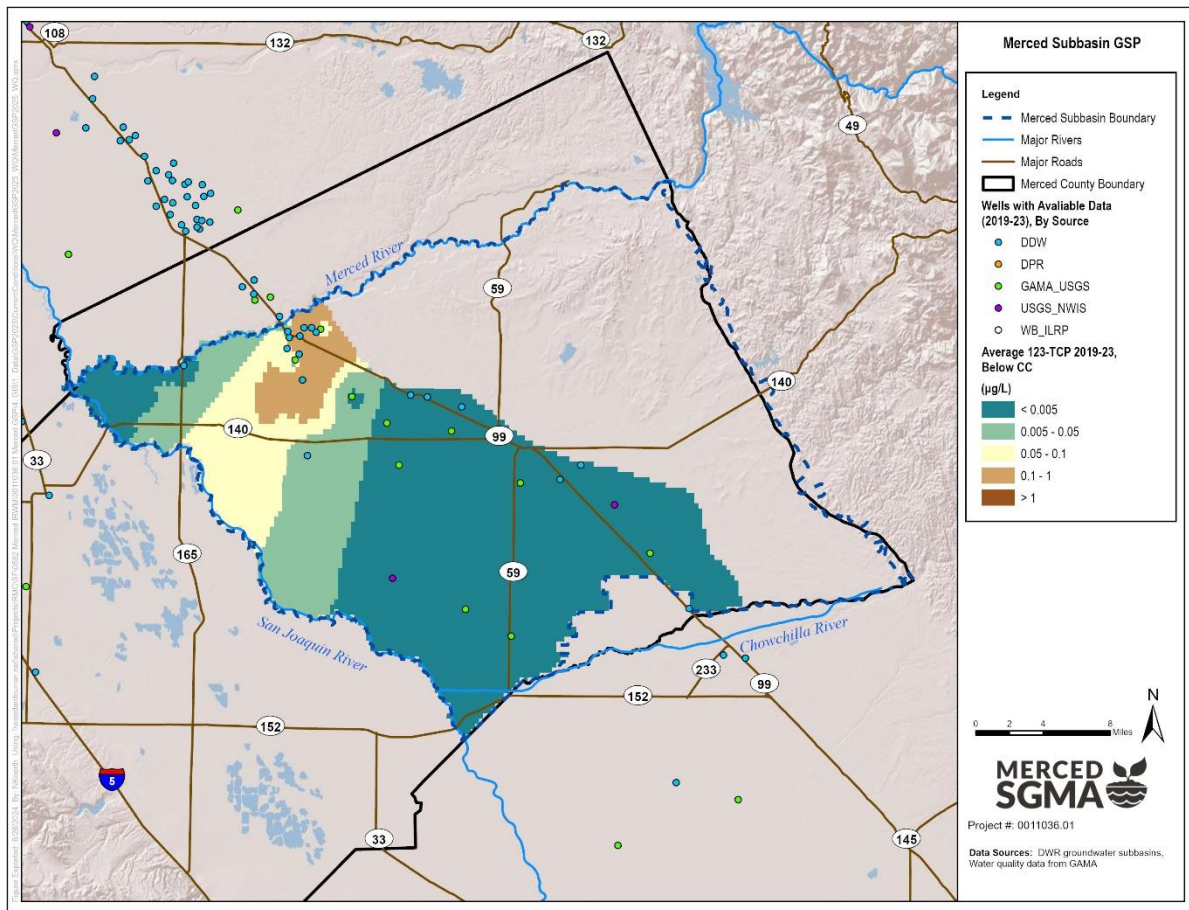 Merced Subbasin GSP
Legend
Merced Subbasin Boundary
Major Rivers
Major Roads
Merced County Boundary
Wells with Avaliable Data
(2019-23), By Source
DDW
DPR
GAMA_USGS
USGS_NWIS
WB_ILRP
Average 123-TCP 2019-23,
Below CC
(µg/L)
< 0.005
0.005 - 0.05
0.05 - 0.1
0.1 - 1
> 1
N
0 2 4 8
Miles
MERCED
SGMA
Project #: 0011036.01
Data Sources: DWR groundwater subbasins,
Water quality data from GAMA
108
132
132
49
Merced River
59
140
140
99
33
165
59
San Joaquin River
Chowchilla River
233
99
152
152
5
33
145